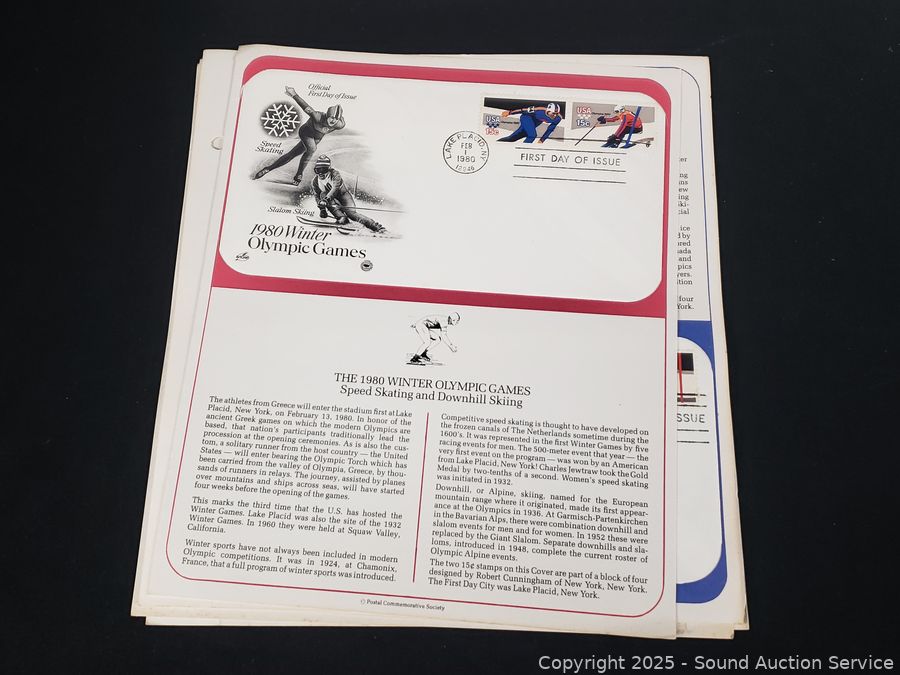 Official
First Day of Issue
Speed
Skating
Slalom Skiing
1980 Winter
Olympic Games
USA
15c
USA
15c
LAKE PLACID, NY
FEB
1
1980
12946
FIRST DAY OF ISSUE
THE 1980 WINTER OLYMPIC GAMES
Speed Skating and Downhill Skiing
The athletes from Greece will enter the stadium first at Lake
Placid, New York, on February 13, 1980. In honor of the
ancient Greek games on which the modern Olympics are
based, that nation's participants traditionally lead the
procession at the opening ceremonies. As is also the cus-
tom, a solitary runner from the host country — the United
States — will enter bearing the Olympic Torch which has
been carried from the valley of Olympia, Greece, by thou-
sands of runners in relays. The journey, assisted by planes
over mountains and ships across seas, will have started
four weeks before the opening of the games.
This marks the third time that the U.S. has hosted the
Winter Games. Lake Placid was also the site of the 1932
Winter Games. In 1960 they were held at Squaw Valley,
California.
Winter sports have not always been included in modern
Olympic competitions. It was in 1924, at Chamonix,
France, that a full program of winter sports was introduced.
Competitive speed skating is thought to have developed on
the frozen canals of The Netherlands sometime during the
1600's. It was represented in the first Winter Games by five
racing events for men. The 500-meter event that year — the
very first event on the program — was won by an American
from Lake Placid, New York! Charles Jewtraw took the Gold
Medal by two-tenths of a second. Women's speed skating
was initiated in 1932.
Downhill, or Alpine, skiing, named for the European
mountain range where it originated, made its first appear-
ance at the Olympics in 1936. At Garmisch-Partenkirchen
in the Bavarian Alps, there were combination downhill and
slalom events for men and for women. In 1952 these were
replaced by the Giant Slalom. Separate downhills and sla-
loms, introduced in 1948, complete the current roster of
Olympic Alpine events.
The two 15¢ stamps on this Cover are part of a block of four
designed by Robert Cunningham of New York, New York.
The First Day City was Lake Placid, New York.
© Postal Commemorative Society
ISSUE
Copyright 2025 - Sound Auction Service